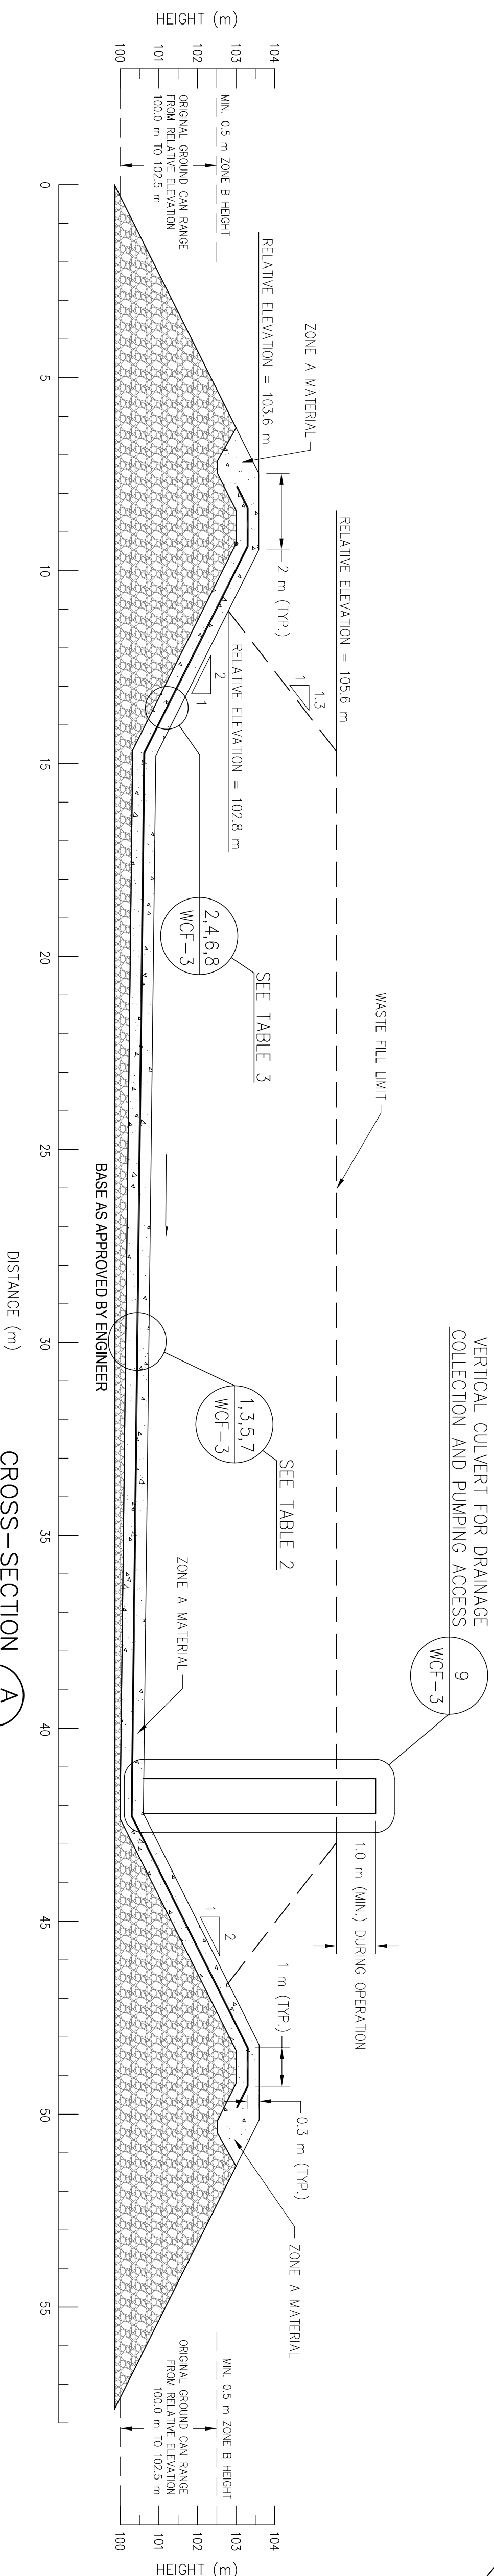 HEIGHT (m)
104
103
102
101
100
MIN. 0.5 m ZONE B HEIGHT
ORIGINAL GROUND CAN RANGE
FROM RELATIVE ELEVATION
100.0 m TO 102.5 m
RELATIVE ELEVATION = 103.6 m
ZONE A MATERIAL
2 m (TYP.)
RELATIVE ELEVATION = 105.6 m
1.3
1
RELATIVE ELEVATION = 102.8 m
2
1
2,4,6,8
WCF-3
SEE TABLE 3
WASTE FILL LIMIT
BASE AS APPROVED BY ENGINEER
1,3,5,7
WCF-3
SEE TABLE 2
ZONE A MATERIAL
VERTICAL CULVERT FOR DRAINAGE
COLLECTION AND PUMPING ACCESS
9
WCF-3
1.0 m (MIN.) DURING OPERATION
2
1
1 m (TYP.)
0.3 m (TYP.)
ZONE A MATERIAL
MIN. 0.5 m ZONE B HEIGHT
ORIGINAL GROUND CAN RANGE
FROM RELATIVE ELEVATION
100.0 m TO 102.5 m
104
103
102
101
100
HEIGHT (m)
0 5 10 15 20 25 30 35 40 45 50 55
DISTANCE (m)
CROSS-SECTION A